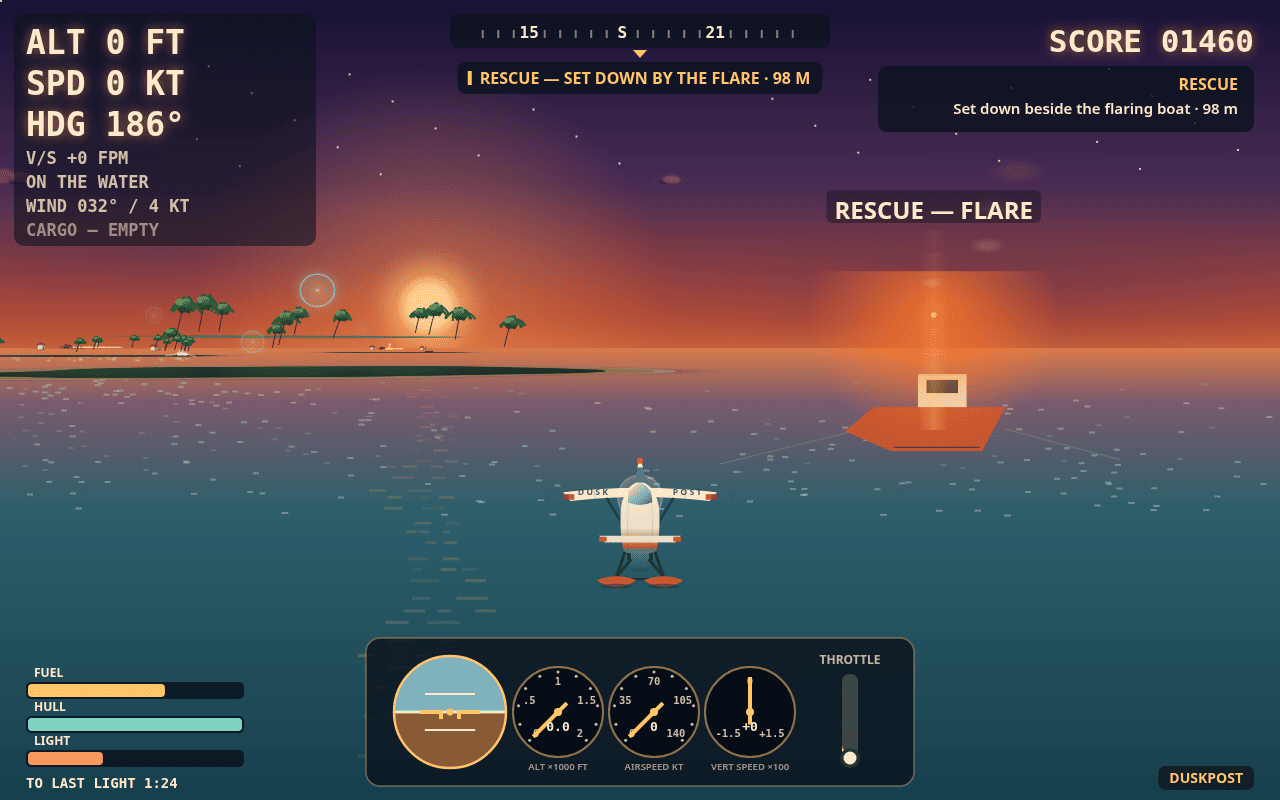 ALT 0 FT
SPD 0 KT
HDG 186°
V/S +0 FPM
ON THE WATER
WIND 032° / 4 KT
CARGO — EMPTY
15 S 21
RESCUE — SET DOWN BY THE FLARE · 98 M
SCORE 01460
RESCUE
Set down beside the flaring boat · 98 m
RESCUE — FLARE
DUSK POST
FUEL
HULL
LIGHT
TO LAST LIGHT 1:24
.5 1 1.5 2
0.0
ALT ×1000 FT
35 70 105 140
0
AIRSPEED KT
+0
-1.5 +1.5
VERT SPEED ×100
THROTTLE
DUSKPOST